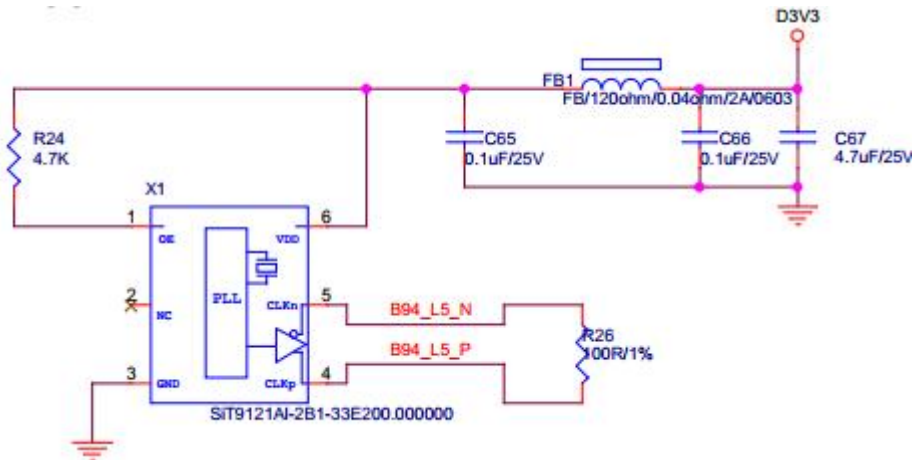 D3V3
FB1
FB/120ohm/0.04ohm/2A/0603
R24
4.7K
C65
0.1uF/25V
C66
0.1uF/25V
C67
4.7uF/25V
X1
1
6
OE
VDD
PLL
2
5
NC
CLKn
B94_L5_N
R26
100R/1%
B94_L5_P
3
4
GND
CLKp
SiT9121AI-2B1-33E200.000000